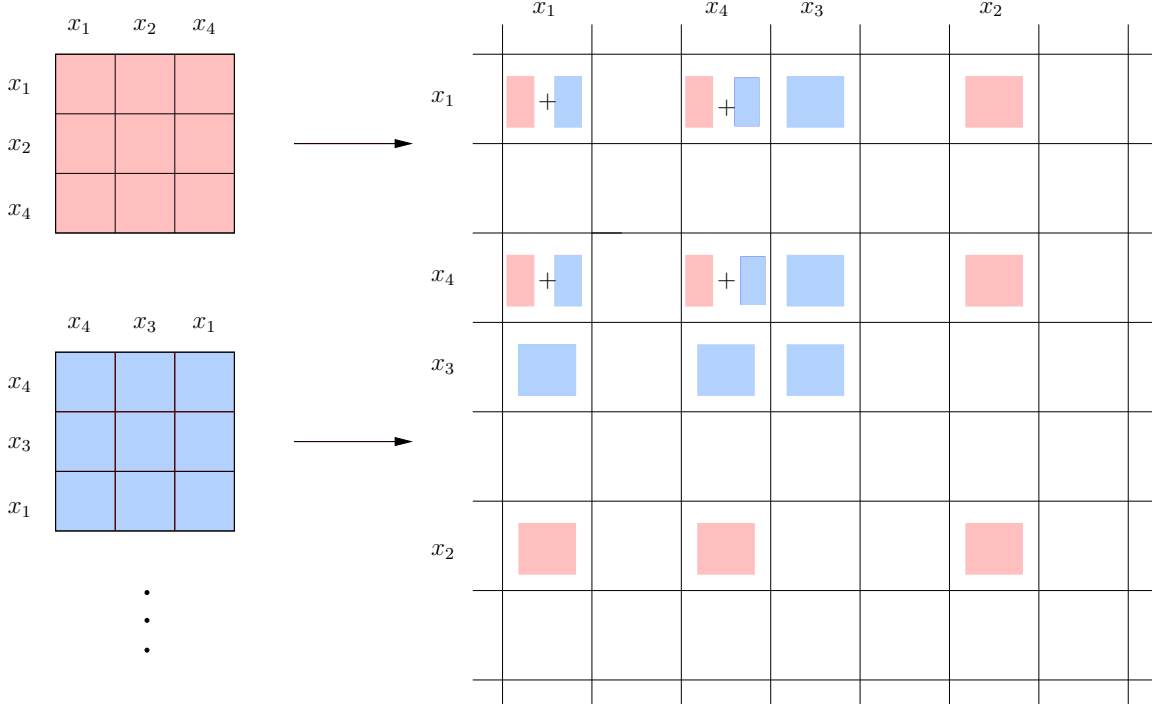 x₁ x₂ x₄
x₁
x₂
x₄
x₄ x₃ x₁
x₄
x₃
x₁
x₁ x₄ x₃ x₂
x₁ + +
x₄ + +
x₃
x₂